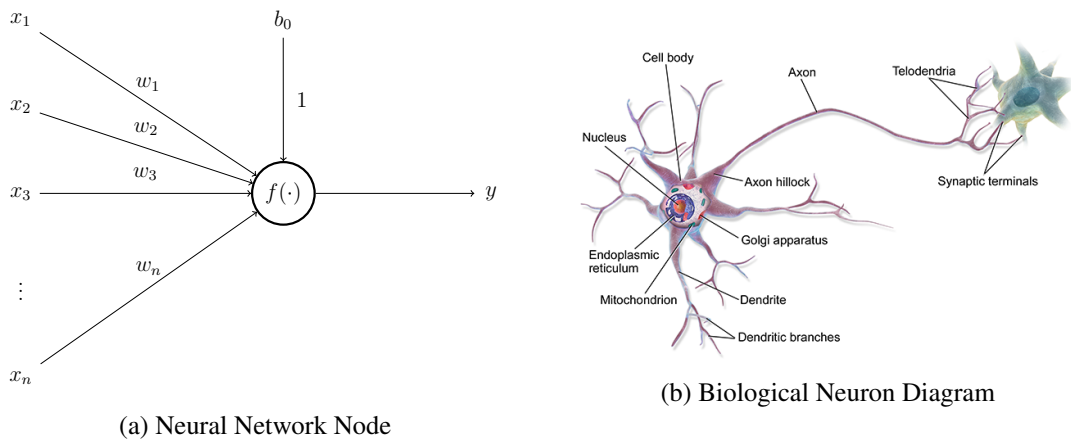 x₁
b₀
w₁
1
x₂
w₂
x₃
w₃
f(·)
y
wₙ
⋮
xₙ
(a) Neural Network Node
Cell body
Axon
Telodendria
Nucleus
Axon hillock
Synaptic terminals
Golgi apparatus
Endoplasmic
reticulum
Mitochondrion
Dendrite
Dendritic branches
(b) Biological Neuron Diagram